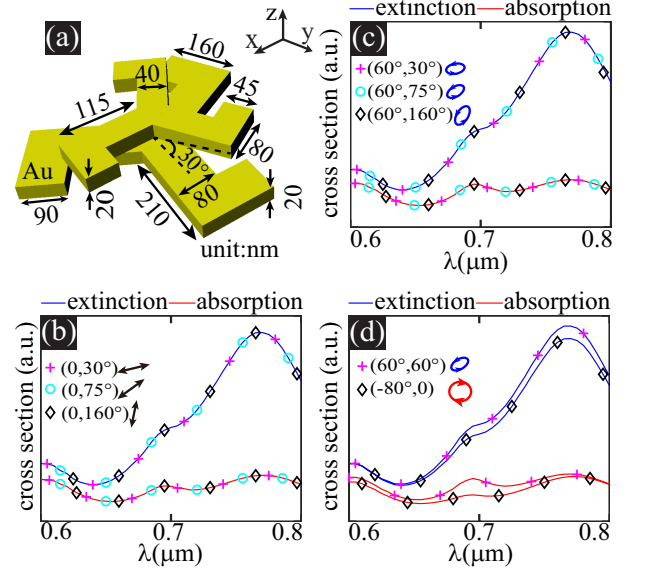 (a)
z
x
y
160
40
45
115
80
30°
Au
80
20
90
20
210
unit:nm
extinction absorption
(c)
cross section (a.u.)
(60°,30°)
(60°,75°)
(60°,160°)
0.6 0.7 0.8
λ(μm)
extinction absorption
(b)
cross section (a.u.)
(0,30°)
(0,75°)
(0,160°)
0.6 0.7 0.8
λ(μm)
extinction absorption
(d)
cross section (a.u.)
(60°,60°)
(-80°,0)
0.6 0.7 0.8
λ(μm)